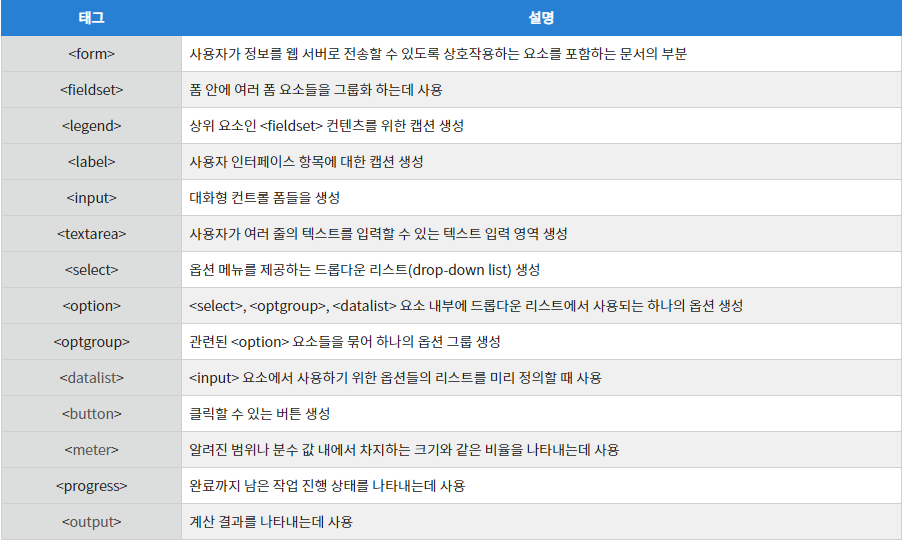 태그 설명
<form> 사용자가 정보를 웹 서버로 전송할 수 있도록 상호작용하는 요소를 포함하는 문서의 부분
<fieldset> 폼 안에 여러 폼 요소들을 그룹화 하는데 사용
<legend> 상위 요소인 <fieldset> 컨텐츠를 위한 캡션 생성
<label> 사용자 인터페이스 항목에 대한 캡션 생성
<input> 대화형 컨트롤 폼들을 생성
<textarea> 사용자가 여러 줄의 텍스트를 입력할 수 있는 텍스트 입력 영역 생성
<select> 옵션 메뉴를 제공하는 드롭다운 리스트(drop-down list) 생성
<option> <select>, <optgroup>, <datalist> 요소 내부에 드롭다운 리스트에서 사용되는 하나의 옵션 생성
<optgroup> 관련된 <option> 요소들을 묶어 하나의 옵션 그룹 생성
<datalist> <input> 요소에서 사용하기 위한 옵션들의 리스트를 미리 정의할 때 사용
<button> 클릭할 수 있는 버튼 생성
<meter> 알려진 범위나 분수 값 내에서 차지하는 크기와 같은 비율을 나타내는데 사용
<progress> 완료까지 남은 작업 진행 상태를 나타내는데 사용
<output> 계산 결과를 나타내는데 사용